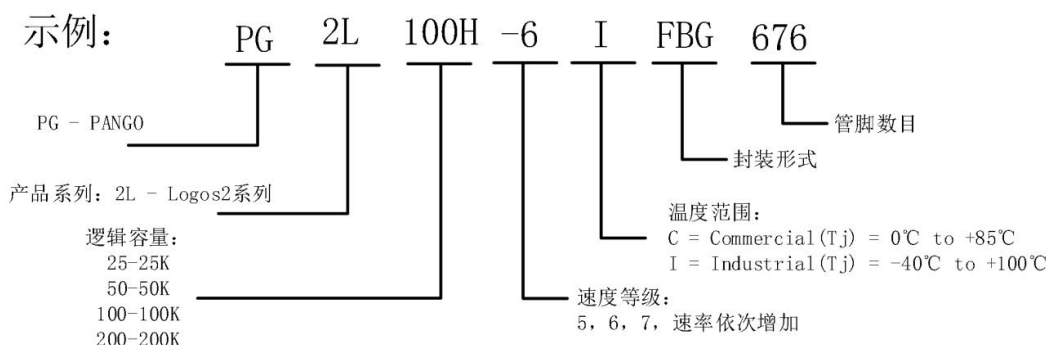 示例： PG 2L 100H -6 I FBG 676
PG - PANGO
管脚数目
封装形式
产品系列：2L - Logos2系列
温度范围：
C = Commercial(Tj) = 0℃ to +85℃
I = Industrial(Tj) = -40℃ to +100℃
逻辑容量：
25-25K
50-50K
100-100K
200-200K
速度等级：
5，6，7，速率依次增加